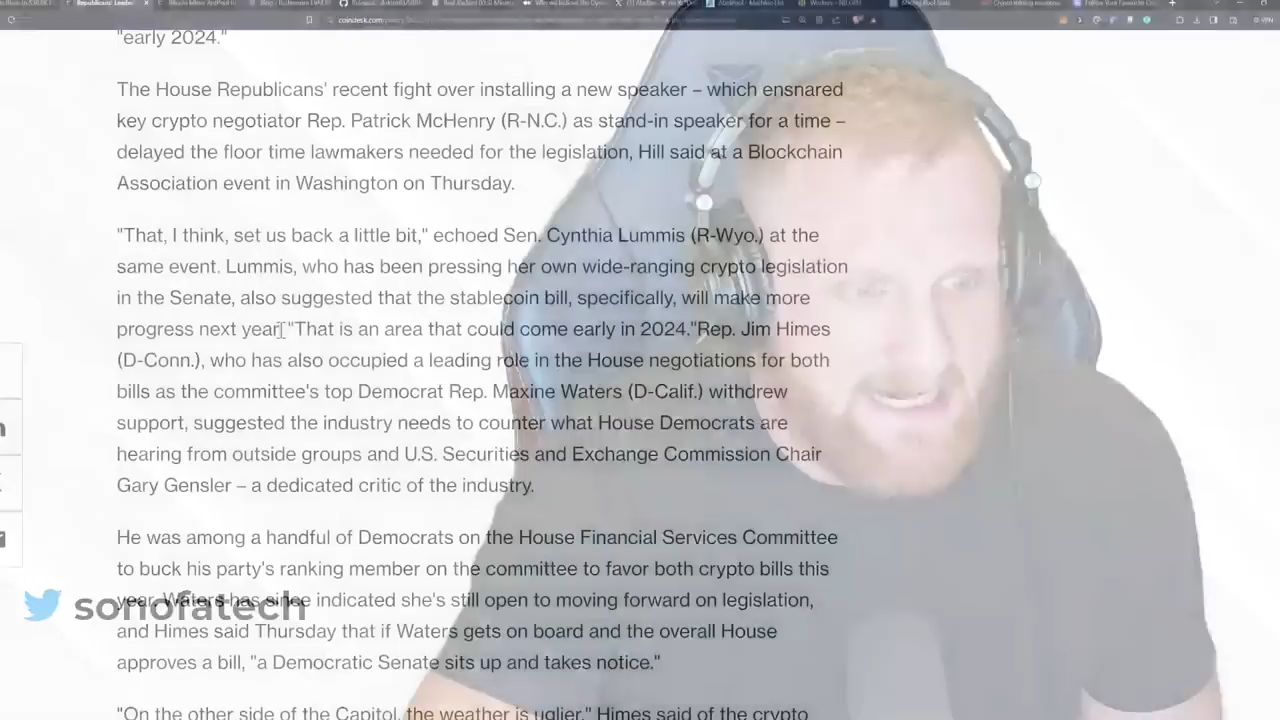 coindesk.com
"early 2024."
The House Republicans' recent fight over installing a new speaker – which ensnared
key crypto negotiator Rep. Patrick McHenry (R-N.C.) as stand-in speaker for a time –
delayed the floor time lawmakers needed for the legislation, Hill said at a Blockchain
Association event in Washington on Thursday.
"That, I think, set us back a little bit," echoed Sen. Cynthia Lummis (R-Wyo.) at the
same event. Lummis, who has been pressing her own wide-ranging crypto legislation
in the Senate, also suggested that the stablecoin bill, specifically, will make more
progress next year. "That is an area that could come early in 2024."Rep. Jim Himes
(D-Conn.), who has also occupied a leading role in the House negotiations for both
bills as the committee's top Democrat Rep. Maxine Waters (D-Calif.) withdrew
support, suggested the industry needs to counter what House Democrats are
hearing from outside groups and U.S. Securities and Exchange Commission Chair
Gary Gensler – a dedicated critic of the industry.
He was among a handful of Democrats on the House Financial Services Committee
to buck his party's ranking member on the committee to favor both crypto bills this
year. Waters has since indicated she's still open to moving forward on legislation,
sonofatech
and Himes said Thursday that if Waters gets on board and the overall House
approves a bill, "a Democratic Senate sits up and takes notice."
"On the other side of the Capitol, the weather is uglier," Himes said of the crypto